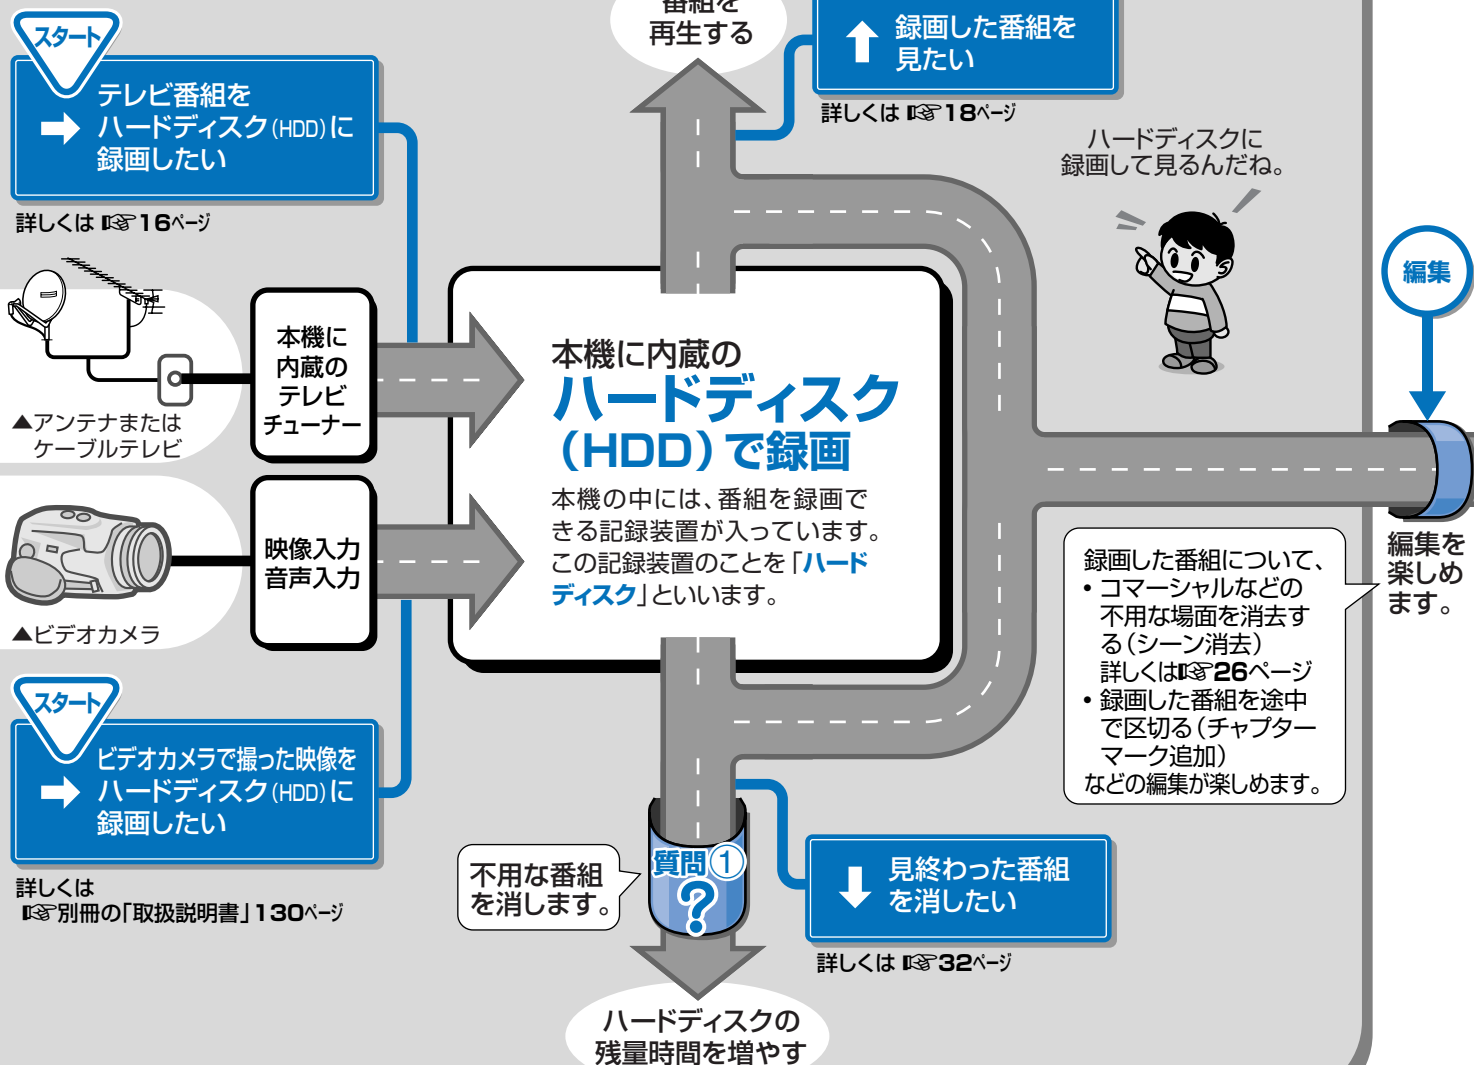 番組を
再生する
録画した番組を
見たい
詳しくは ☞18ページ
スタート
テレビ番組を
ハードディスク(HDD)に
録画したい
詳しくは ☞16ページ
ハードディスクに
録画して見るんだね。
編集
本機に
内蔵の
テレビ
チューナー
▲アンテナまたは
ケーブルテレビ
本機に内蔵の
ハードディスク
(HDD)で録画
本機の中には、番組を録画で
きる記録装置が入っています。
この記録装置のことを「ハード
ディスク」といいます。
映像入力
音声入力
▲ビデオカメラ
編集を
楽しめ
ます。
録画した番組について、
• コマーシャルなどの
不用な場面を消去す
る(シーン消去)
詳しくは☞26ページ
• 録画した番組を途中
で区切る(チャプター
マーク追加)
などの編集が楽しめます。
スタート
ビデオカメラで撮った映像を
ハードディスク(HDD)に
録画したい
詳しくは
☞別冊の「取扱説明書」130ページ
不用な番組
を消します。
質問①
?
見終わった番組
を消したい
詳しくは ☞32ページ
ハードディスクの
残量時間を増やす